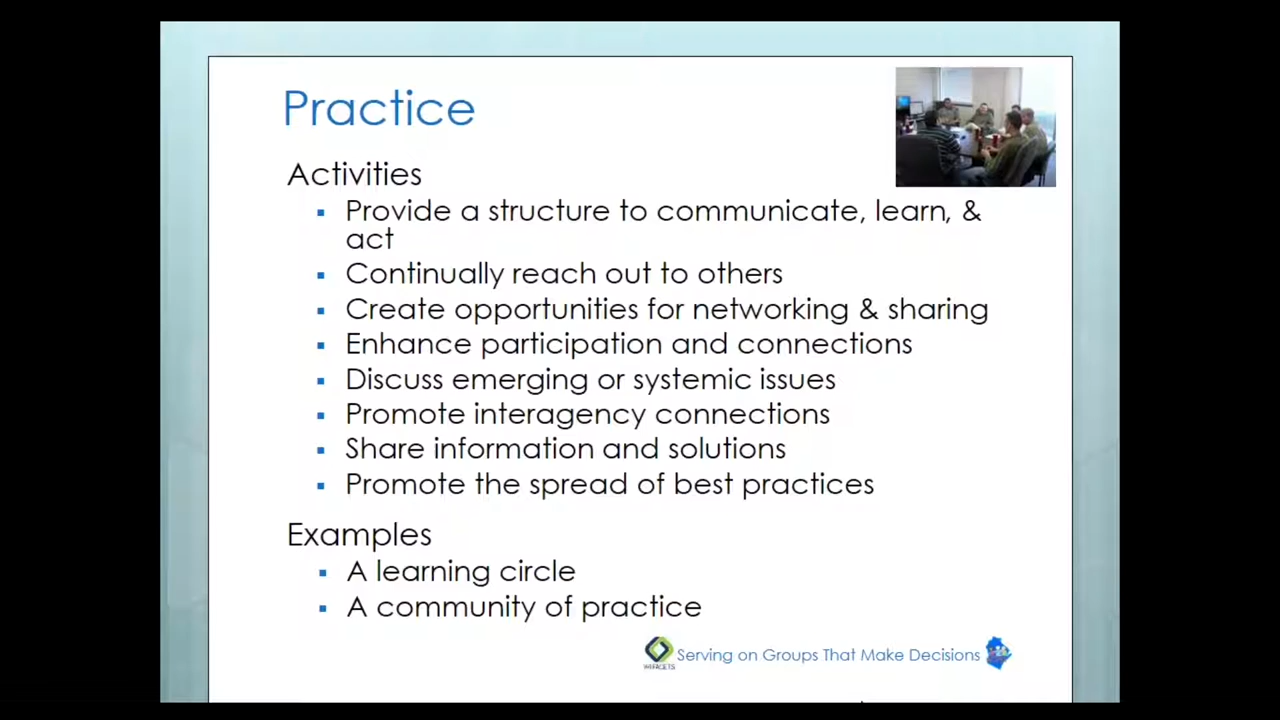 Practice
Activities
Provide a structure to communicate, learn, &
act
Continually reach out to others
Create opportunities for networking & sharing
Enhance participation and connections
Discuss emerging or systemic issues
Promote interagency connections
Share information and solutions
Promote the spread of best practices
Examples
A learning circle
A community of practice
Serving on Groups That Make Decisions